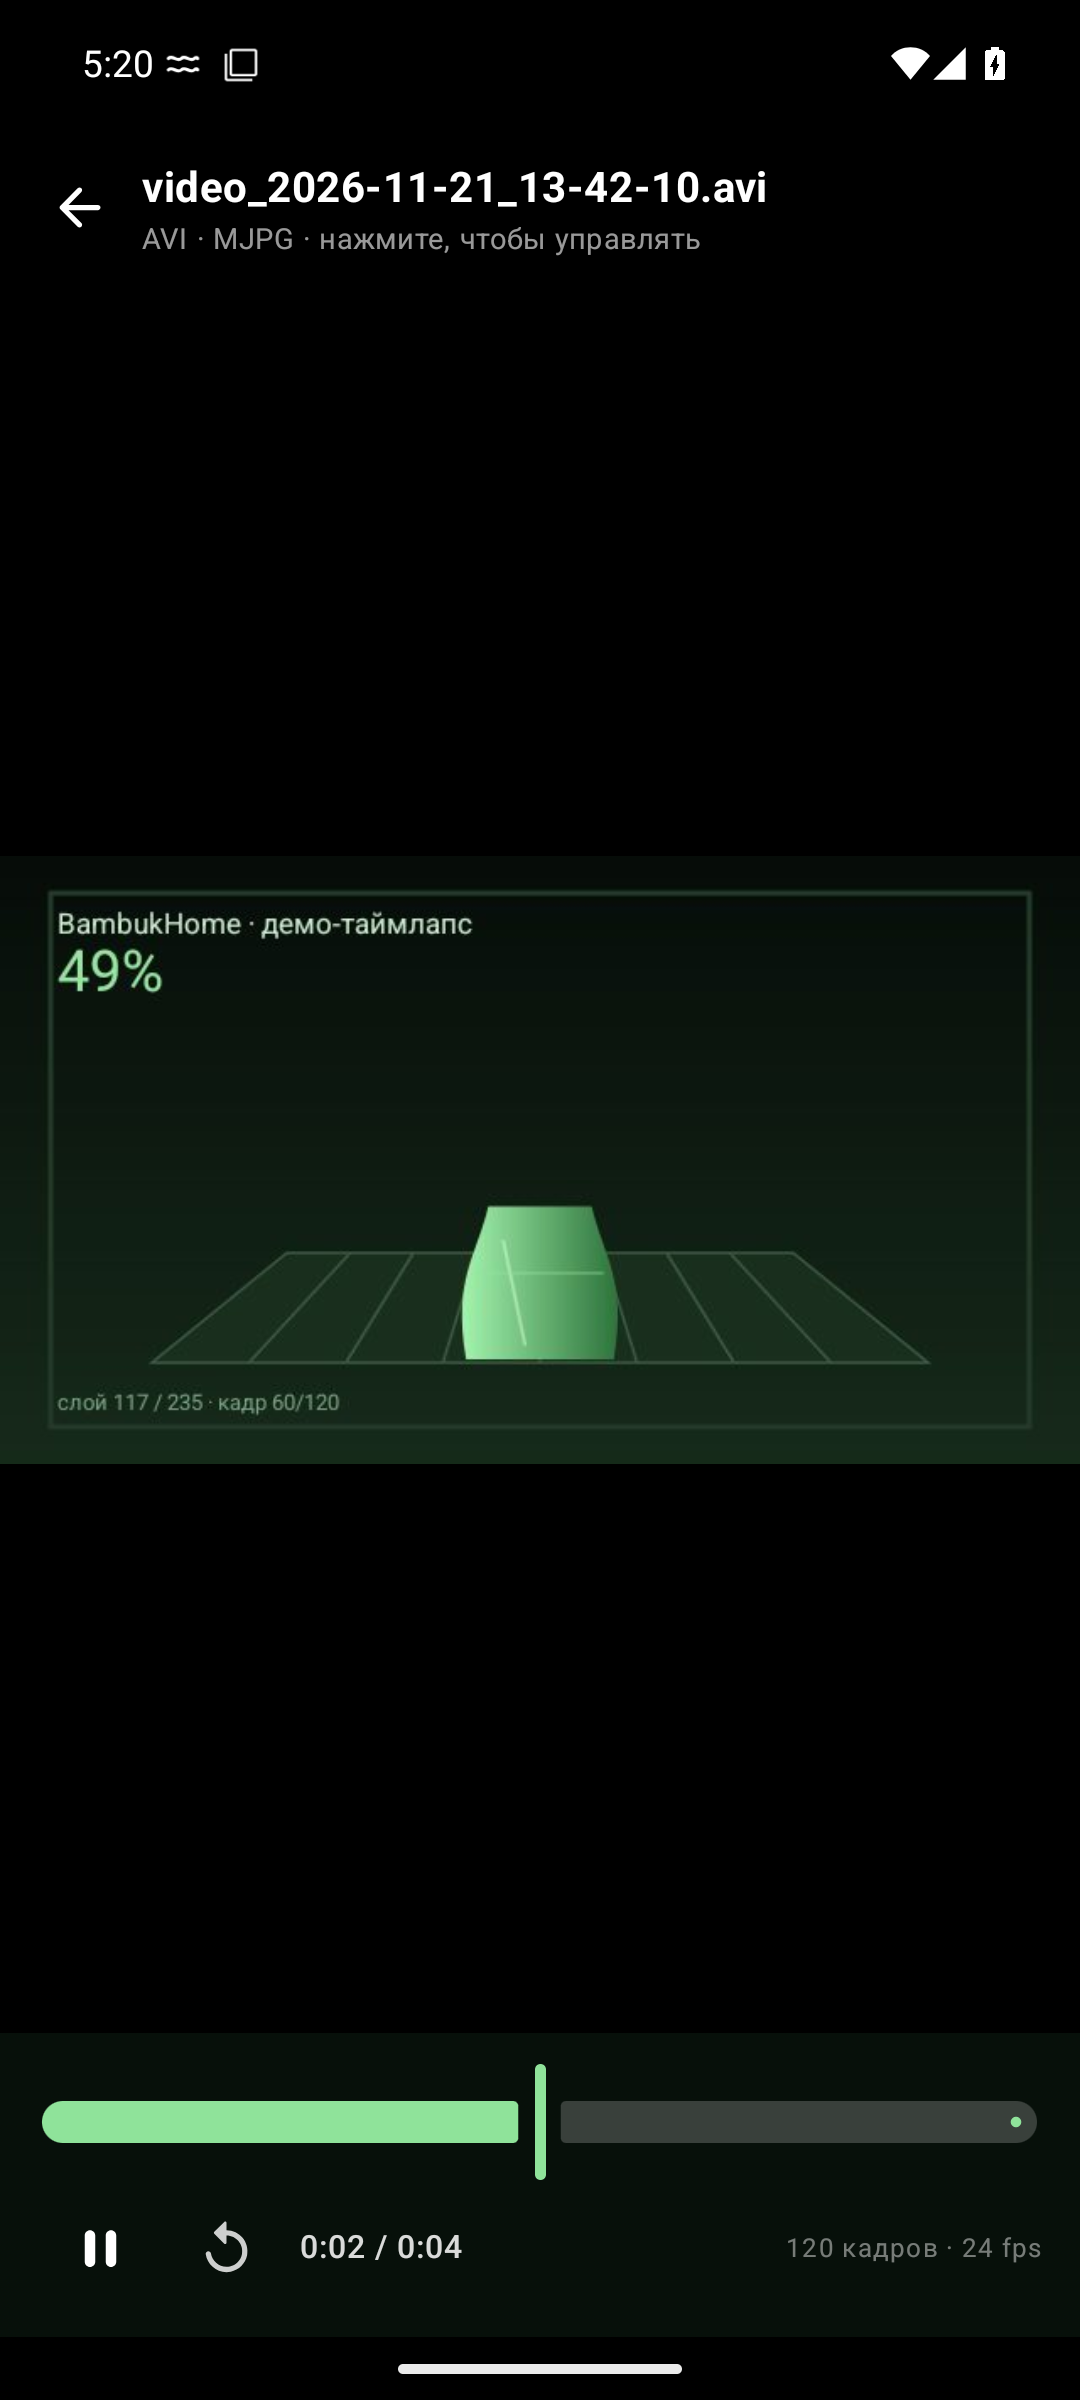 5:20
video_2026-11-21_13-42-10.avi
AVI · MJPG · нажмите, чтобы управлять
BambukHome · демо-таймлапс
49%
слой 117 / 235 · кадр 60/120
0:02 / 0:04
120 кадров · 24 fps